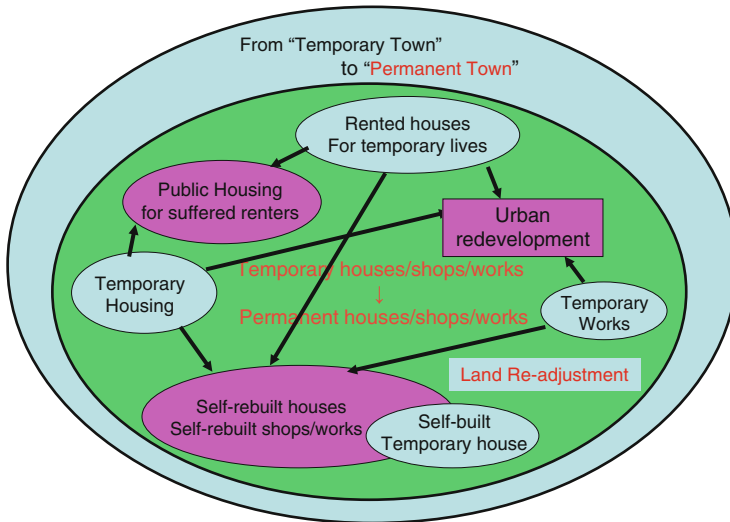 From “Temporary Town”
to “Permanent Town”
Rented houses
For temporary lives
Public Housing
for suffered renters
Urban
redevelopment
Temporary houses/shops/works
↓
Permanent houses/shops/works
Temporary
Housing
Temporary
Works
Land Re-adjustment
Self-rebuilt houses
Self-rebuilt shops/works
Self-built
Temporary house